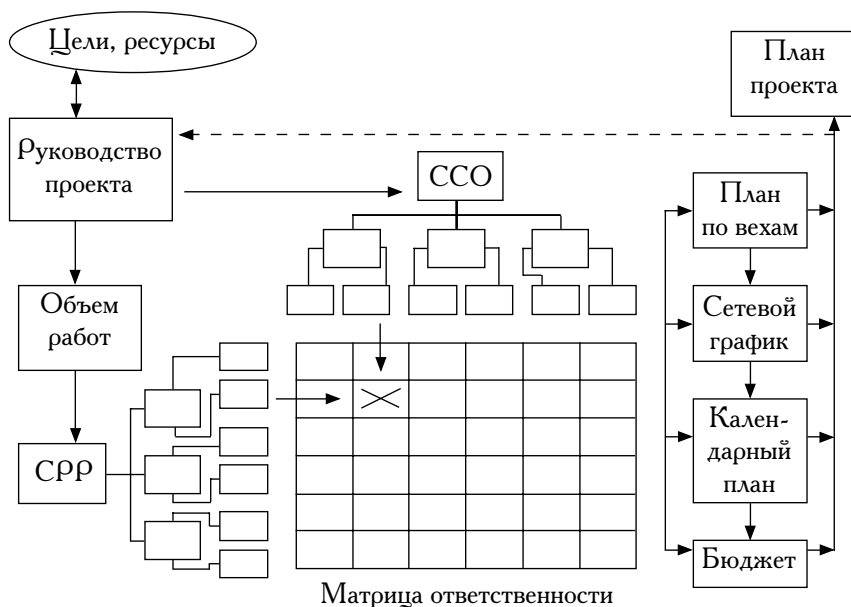 Цели, ресурсы
План
проекта
Руководство
проекта
ССО
План
по вехам
Объем
работ
Сетевой
график
Кален-
дарный
план
СРР
Бюджет
Матрица ответственности